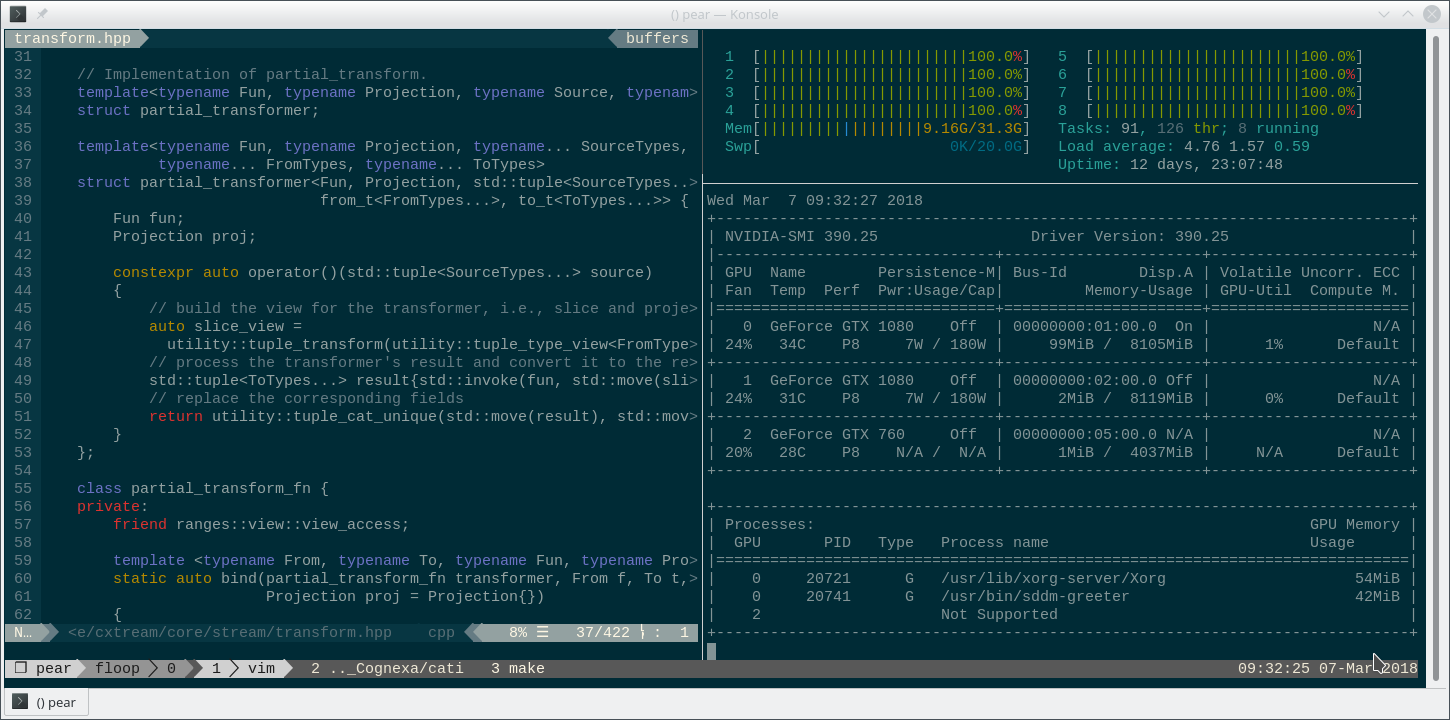 () pear — Konsole
transform.hpp buffers
31
32 // Implementation of partial_transform.
33 template<typename Fun, typename Projection, typename Source, typenam>
34 struct partial_transformer;
35
36 template<typename Fun, typename Projection, typename... SourceTypes,
37 typename... FromTypes, typename... ToTypes>
38 struct partial_transformer<Fun, Projection, std::tuple<SourceTypes..>
39 from_t<FromTypes...>, to_t<ToTypes...>> {
40 Fun fun;
41 Projection proj;
42
43 constexpr auto operator()(std::tuple<SourceTypes...> source)
44 {
45 // build the view for the transformer, i.e., slice and proje>
46 auto slice_view =
47 utility::tuple_transform(utility::tuple_type_view<FromType>
48 // process the transformer's result and convert it to the re>
49 std::tuple<ToTypes...> result{std::invoke(fun, std::move(sli>
50 // replace the corresponding fields
51 return utility::tuple_cat_unique(std::move(result), std::mov>
52 }
53 };
54
55 class partial_transform_fn {
56 private:
57 friend ranges::view::view_access;
58
59 template <typename From, typename To, typename Fun, typename Pro>
60 static auto bind(partial_transform_fn transformer, From f, To t,>
61 Projection proj = Projection{})
62 {
N… <e/cxtream/core/stream/transform.hpp cpp 8% ☰ 37/422 : 1
1 [|||||||||||||||||||||||100.0%] 5 [|||||||||||||||||||||||100.0%]
2 [|||||||||||||||||||||||100.0%] 6 [|||||||||||||||||||||||100.0%]
3 [|||||||||||||||||||||||100.0%] 7 [|||||||||||||||||||||||100.0%]
4 [|||||||||||||||||||||||100.0%] 8 [|||||||||||||||||||||||100.0%]
Mem[||||||||||||||||||9.16G/31.3G] Tasks: 91, 126 thr; 8 running
Swp[ 0K/20.0G] Load average: 4.76 1.57 0.59
Uptime: 12 days, 23:07:48
Wed Mar 7 09:32:27 2018
+-----------------------------------------------------------------------------+
| NVIDIA-SMI 390.25 Driver Version: 390.25 |
|-------------------------------+----------------------+----------------------+
| GPU Name Persistence-M| Bus-Id Disp.A | Volatile Uncorr. ECC |
| Fan Temp Perf Pwr:Usage/Cap| Memory-Usage | GPU-Util Compute M. |
|===============================+======================+======================|
| 0 GeForce GTX 1080 Off | 00000000:01:00.0 On | N/A |
| 24% 34C P8 7W / 180W | 99MiB / 8105MiB | 1% Default |
+-------------------------------+----------------------+----------------------+
| 1 GeForce GTX 1080 Off | 00000000:02:00.0 Off | N/A |
| 24% 31C P8 7W / 180W | 2MiB / 8119MiB | 0% Default |
+-------------------------------+----------------------+----------------------+
| 2 GeForce GTX 760 Off | 00000000:05:00.0 N/A | N/A |
| 20% 28C P8 N/A / N/A | 1MiB / 4037MiB | N/A Default |
+-------------------------------+----------------------+----------------------+
+-----------------------------------------------------------------------------+
| Processes: GPU Memory |
| GPU PID Type Process name Usage |
|=============================================================================|
| 0 20721 G /usr/lib/xorg-server/Xorg 54MiB |
| 0 20741 G /usr/bin/sddm-greeter 42MiB |
| 2 Not Supported |
+-----------------------------------------------------------------------------+
❐ pear floop 0 1 vim 2 .._Cognexa/cati 3 make 09:32:25 07-Mar 2018
() pear